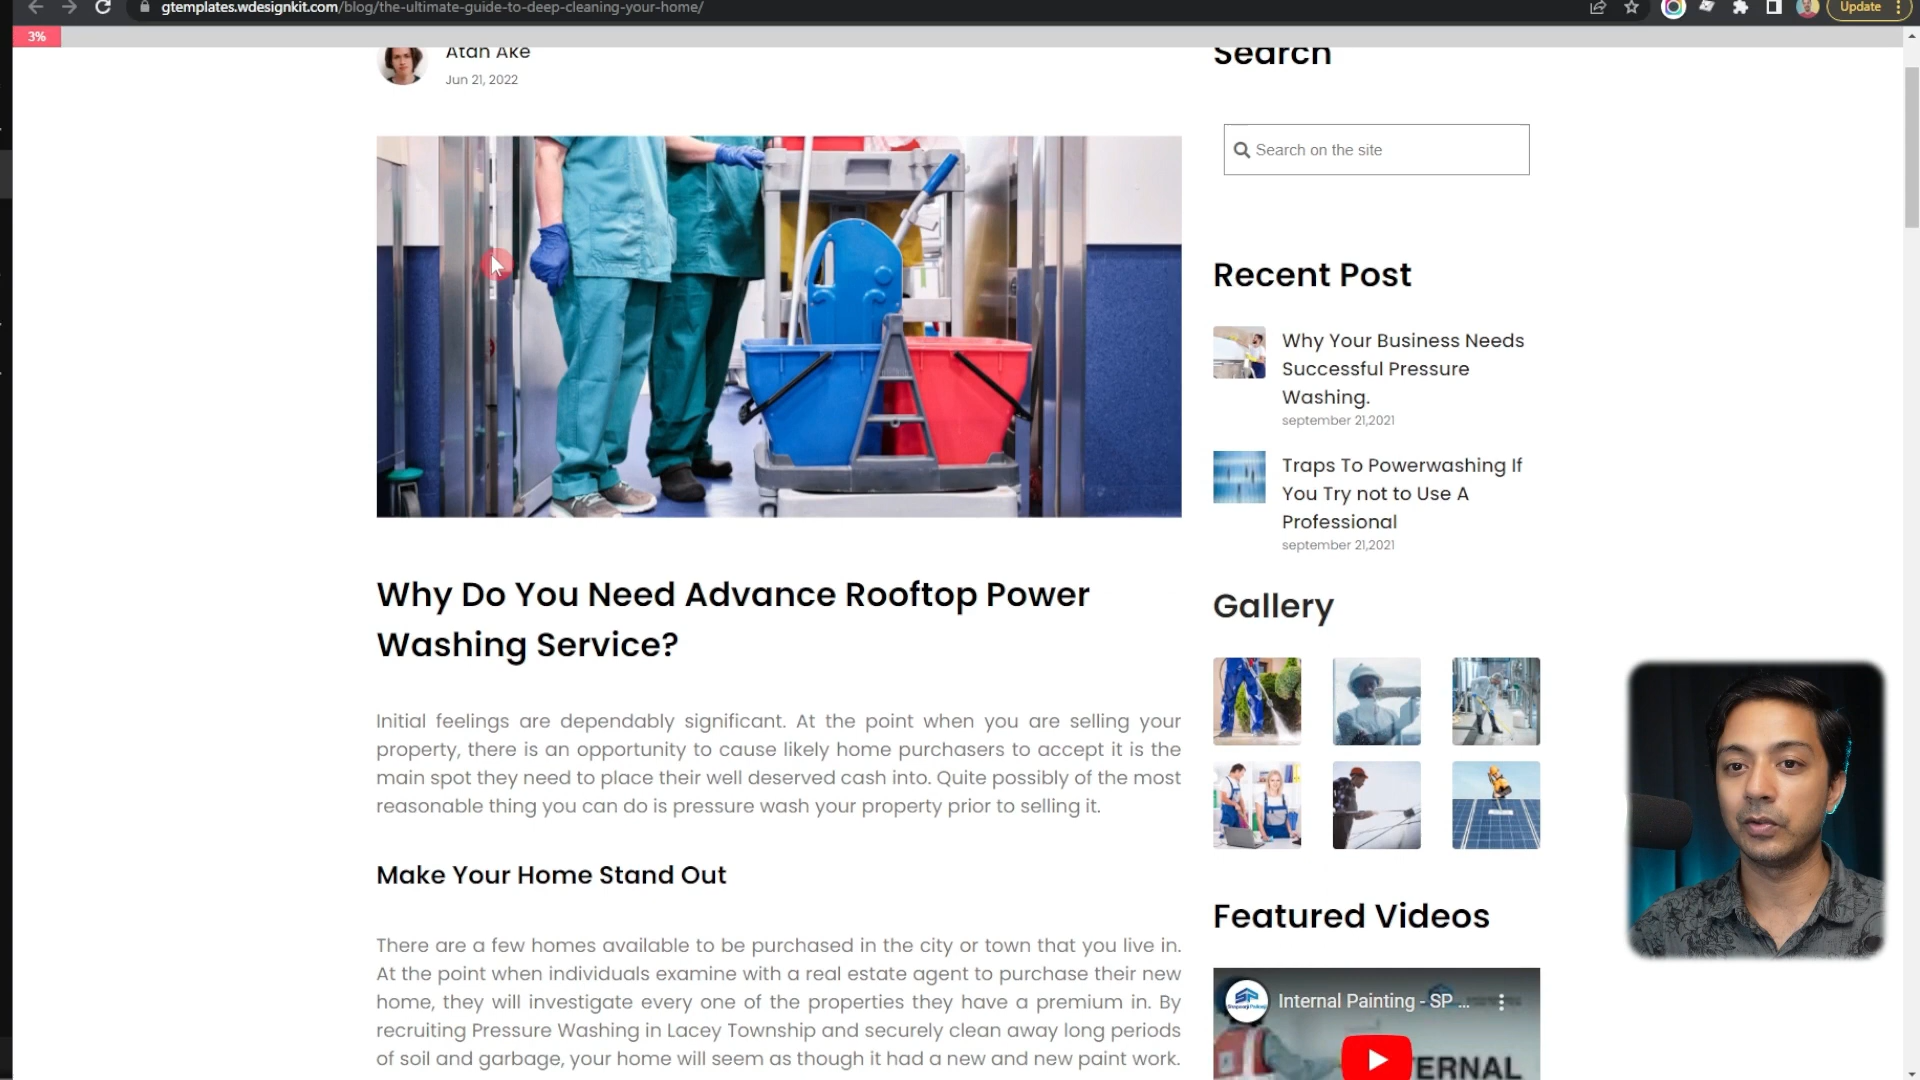 gtemplates.wdesignkit.com/blog/the-ultimate-guide-to-deep-cleaning-your-home/
Update
3%
Atan Ake
Jun 21, 2022
Why Do You Need Advance Rooftop Power
Washing Service?
Initial feelings are dependably significant. At the point when you are selling your
property, there is an opportunity to cause likely home purchasers to accept it is the
main spot they need to place their well deserved cash into. Quite possibly of the most
reasonable thing you can do is pressure wash your property prior to selling it.
Make Your Home Stand Out
There are a few homes available to be purchased in the city or town that you live in.
At the point when individuals examine with a real estate agent to purchase their new
home, they will investigate every one of the properties they have a premium in. By
recruiting Pressure Washing in Lacey Township and securely clean away long periods
of soil and garbage, your home will seem as though it had a new and new paint work.
Search
Search on the site
Recent Post
Why Your Business Needs
Successful Pressure
Washing.
september 21,2021
Traps To Powerwashing If
You Try not to Use A
Professional
september 21,2021
Gallery
Featured Videos
SP
Internal Painting - SP ...
ERNAL